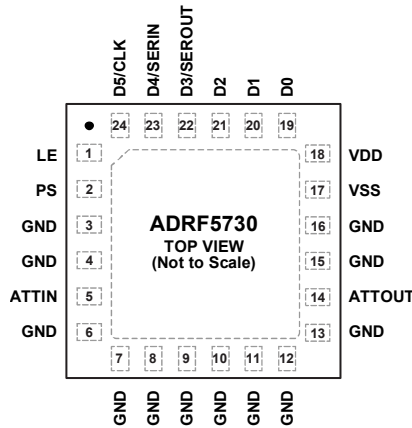 D5/CLK
D4/SERIN
D3/SEROUT
D2
D1
D0
24
23
22
21
20
19
LE 1
18 VDD
PS 2
17 VSS
GND 3
16 GND
GND 4
15 GND
ATTIN 5
14 ATTOUT
GND 6
13 GND
ADRF5730
TOP VIEW
(Not to Scale)
7
8
9
10
11
12
GND
GND
GND
GND
GND
GND